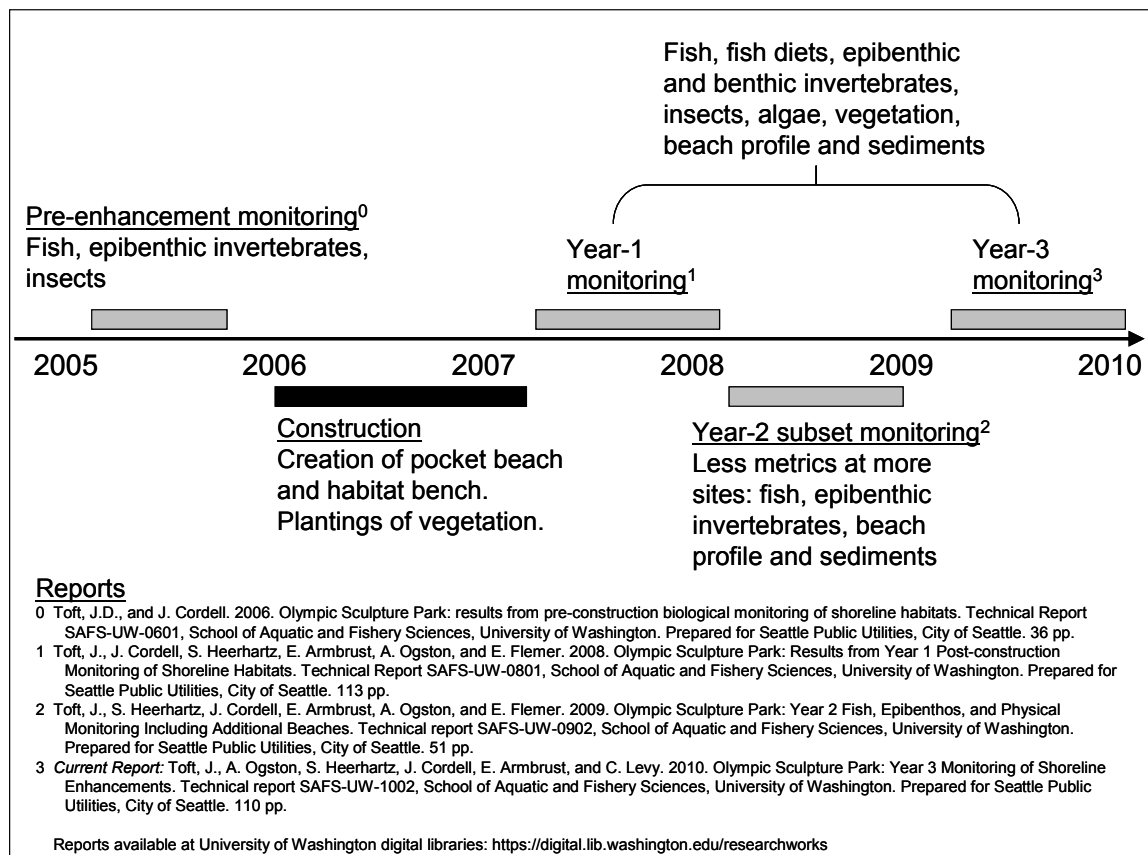 Fish, fish diets, epibenthic
and benthic invertebrates,
insects, algae, vegetation,
beach profile and sediments
Pre-enhancement monitoring0
Fish, epibenthic invertebrates,
insects
Year-1
monitoring1
Year-3
monitoring3
2005 2006 2007 2008 2009 2010
Construction
Creation of pocket beach
and habitat bench.
Plantings of vegetation.
Year-2 subset monitoring2
Less metrics at more
sites: fish, epibenthic
invertebrates, beach
profile and sediments
Reports
0 Toft, J.D., and J. Cordell. 2006. Olympic Sculpture Park: results from pre-construction biological monitoring of shoreline habitats. Technical Report
SAFS-UW-0601, School of Aquatic and Fishery Sciences, University of Washington. Prepared for Seattle Public Utilities, City of Seattle. 36 pp.
1 Toft, J., J. Cordell, S. Heerhartz, E. Armbrust, A. Ogston, and E. Flemer. 2008. Olympic Sculpture Park: Results from Year 1 Post-construction
Monitoring of Shoreline Habitats. Technical Report SAFS-UW-0801, School of Aquatic and Fishery Sciences, University of Washington. Prepared for
Seattle Public Utilities, City of Seattle. 113 pp.
2 Toft, J., S. Heerhartz, J. Cordell, E. Armbrust, A. Ogston, and E. Flemer. 2009. Olympic Sculpture Park: Year 2 Fish, Epibenthos, and Physical
Monitoring Including Additional Beaches. Technical report SAFS-UW-0902, School of Aquatic and Fishery Sciences, University of Washington.
Prepared for Seattle Public Utilities, City of Seattle. 51 pp.
3 Current Report: Toft, J., A. Ogston, S. Heerhartz, J. Cordell, E. Armbrust, and C. Levy. 2010. Olympic Sculpture Park: Year 3 Monitoring of Shoreline
Enhancements. Technical report SAFS-UW-1002, School of Aquatic and Fishery Sciences, University of Washington. Prepared for Seattle Public
Utilities, City of Seattle. 110 pp.
Reports available at University of Washington digital libraries: https://digital.lib.washington.edu/researchworks